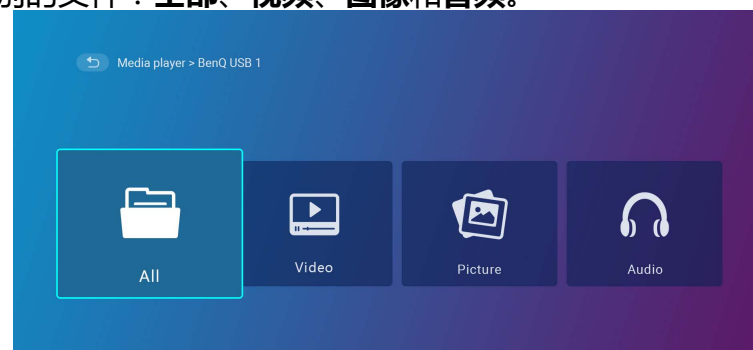 别的文件：全部、视频、图像和音频。
Media player > BenQ USB 1
All
Video
Picture
Audio